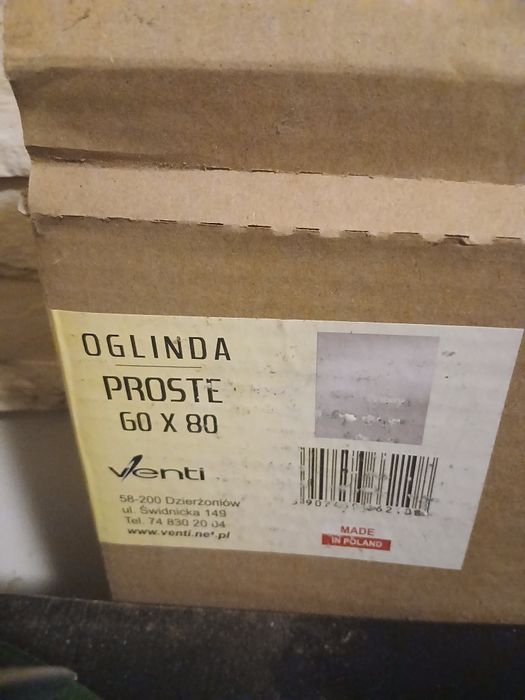 OGLINDA
PROSTE
60 X 80
Venti
58-200 Dzierżoniów
ul. Świdnicka 149
Tel. 74 830 20 04
www.venti.net.pl
MADE
IN POLAND